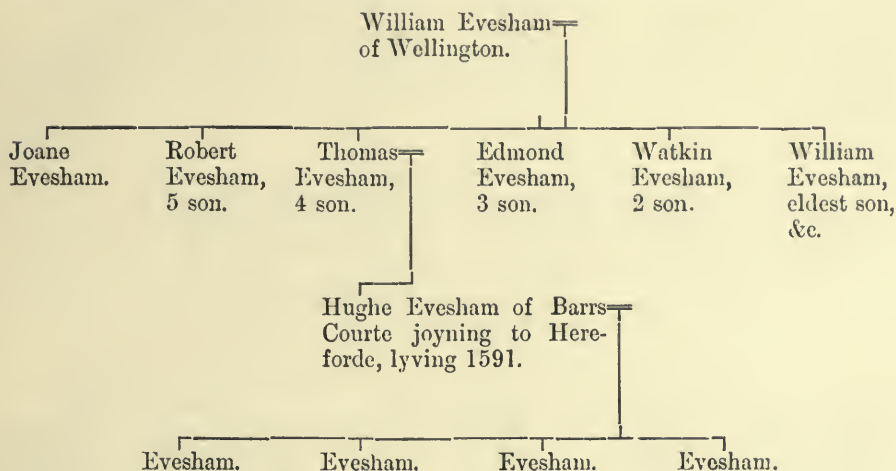 William Evesham
of Wellington.
Joane
Evesham.
Robert
Evesham,
5 son.
Thomas
Evesham,
4 son.
Edmond
Evesham,
3 son.
Watkin
Evesham,
2 son.
William
Evesham,
eldest son,
&c.
Hughe Evesham of Barrs
Courte joyning to Here-
forde, lyving 1591.
Evesham. Evesham. Evesham. Evesham.